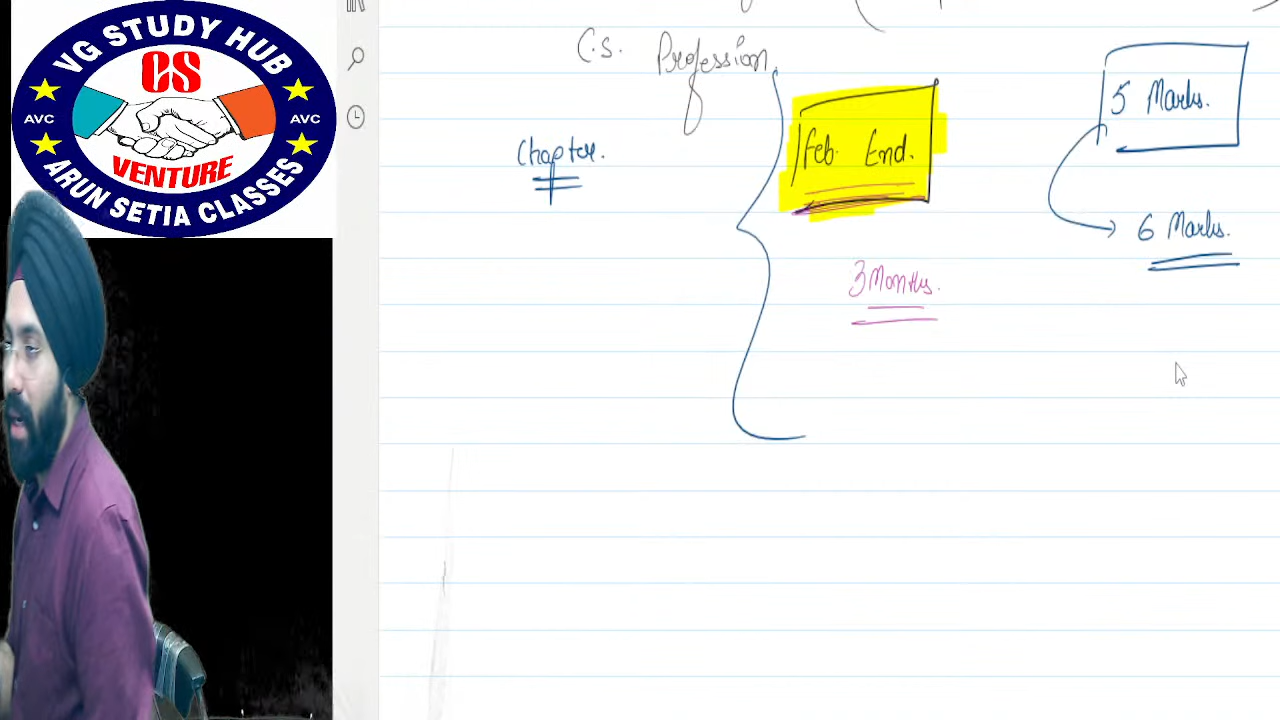 VG STUDY HUB
CS
AVC
AVC
VENTURE
ARUN SETIA CLASSES
C.S. Profession
5 Marks.
Chapter.
Feb. End.
6 Marks.
3 Months.